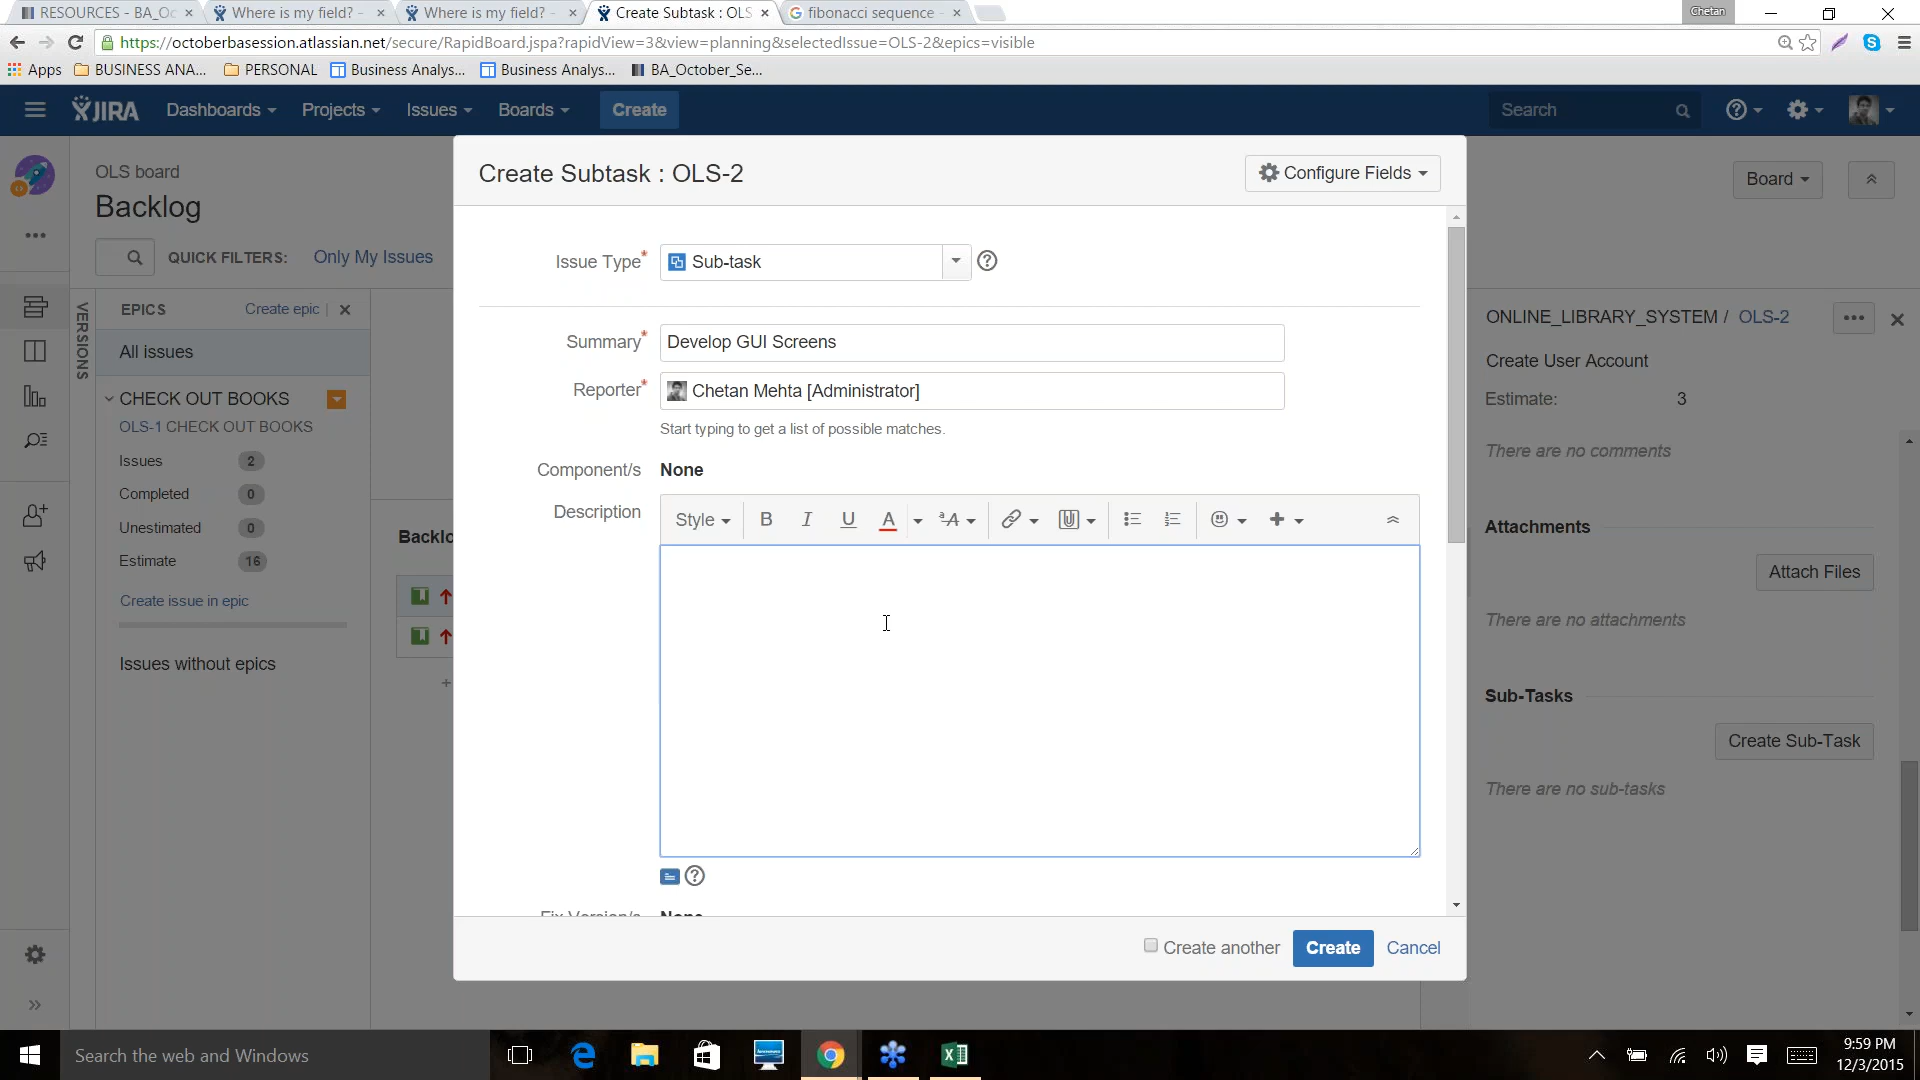 RESOURCES - BA_Oc
Where is my field? -
Where is my field? -
Create Subtask : OLS
fibonacci sequence -
Chetan
https://octoberbasession.atlassian.net/secure/RapidBoard.jspa?rapidView=3&view=planning&selectedIssue=OLS-2&epics=visible
Apps
BUSINESS ANA...
PERSONAL
Business Analys...
Business Analys...
BA_October_Se...
JIRA
Dashboards
Projects
Issues
Boards
Create
Search
OLS board
Backlog
QUICK FILTERS:
Only My Issues
Board
VERSIONS
EPICS
Create epic
All issues
CHECK OUT BOOKS
OLS-1 CHECK OUT BOOKS
Issues 2
Completed 0
Unestimated 0
Estimate 16
Create issue in epic
Issues without epics
Backlo
Create Subtask : OLS-2
Configure Fields
Issue Type*
Sub-task
Summary*
Develop GUI Screens
Reporter*
Chetan Mehta [Administrator]
Start typing to get a list of possible matches.
Component/s
None
Description
Style
B I U A ªA
Fix Version/s None
Create another
Create
Cancel
ONLINE_LIBRARY_SYSTEM / OLS-2
Create User Account
Estimate: 3
There are no comments
Attachments
Attach Files
There are no attachments
Sub-Tasks
Create Sub-Task
There are no sub-tasks
Search the web and Windows
9:59 PM
12/3/2015